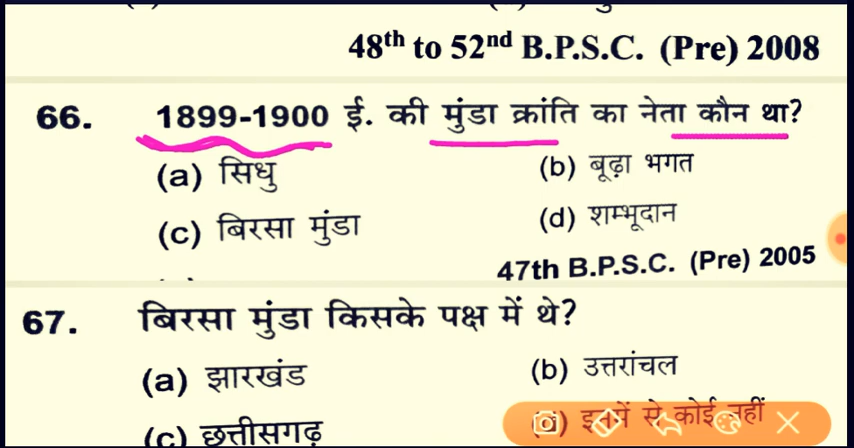 48th to 52nd B.P.S.C. (Pre) 2008
66. 1899-1900 ई. की मुंडा क्रांति का नेता कौन था?
(a) सिधु (b) बूढ़ा भगत
(c) बिरसा मुंडा (d) शम्भूदान
47th B.P.S.C. (Pre) 2005
67. बिरसा मुंडा किसके पक्ष में थे?
(a) झारखंड (b) उत्तरांचल
(c) छत्तीसगढ़ (d) इनमें से कोई नहीं